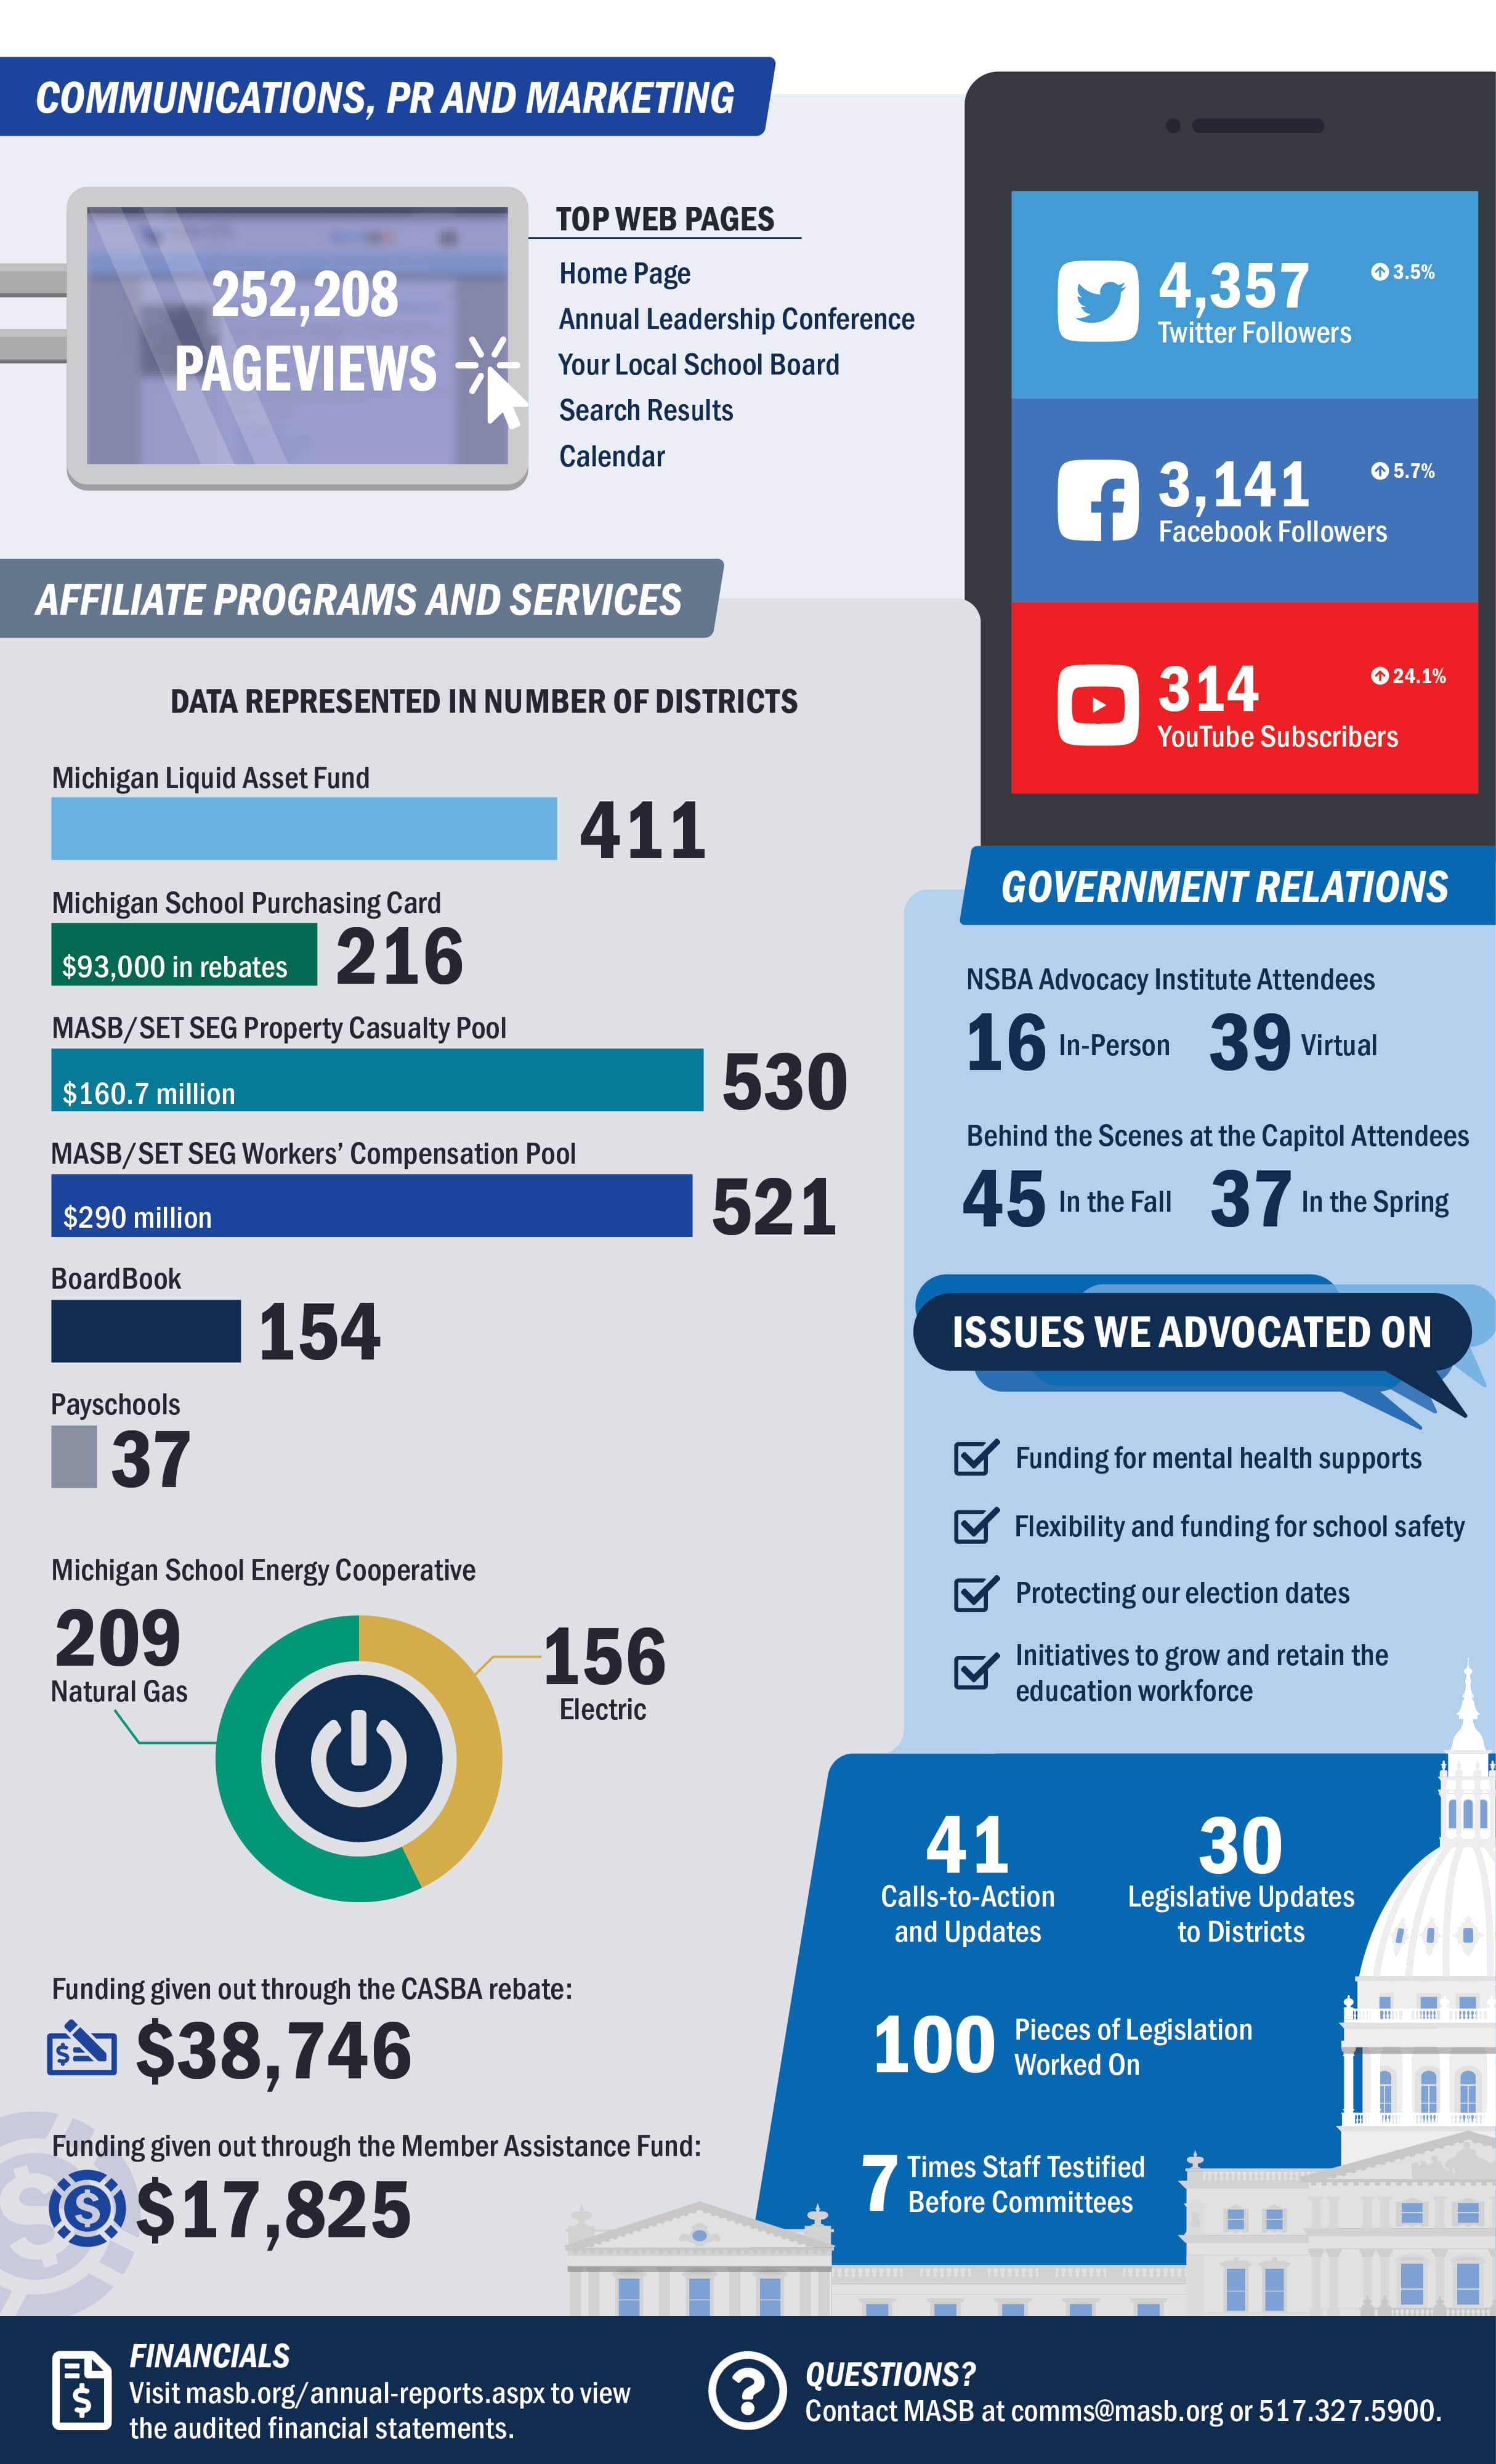 COMMUNICATIONS, PR AND MARKETING
252,208
PAGEVIEWS
TOP WEB PAGES
Home Page
Annual Leadership Conference
Your Local School Board
Search Results
Calendar
4,357
3.5%
Twitter Followers
3,141
5.7%
Facebook Followers
314
24.1%
YouTube Subscribers
AFFILIATE PROGRAMS AND SERVICES
DATA REPRESENTED IN NUMBER OF DISTRICTS
Michigan Liquid Asset Fund
411
Michigan School Purchasing Card
$93,000 in rebates
216
MASB/SET SEG Property Casualty Pool
$160.7 million
530
MASB/SET SEG Workers’ Compensation Pool
$290 million
521
BoardBook
154
Payschools
37
Michigan School Energy Cooperative
209
Natural Gas
156
Electric
Funding given out through the CASBA rebate:
$38,746
Funding given out through the Member Assistance Fund:
$17,825
GOVERNMENT RELATIONS
NSBA Advocacy Institute Attendees
16 In-Person 39 Virtual
Behind the Scenes at the Capitol Attendees
45 In the Fall 37 In the Spring
ISSUES WE ADVOCATED ON
Funding for mental health supports
Flexibility and funding for school safety
Protecting our election dates
Initiatives to grow and retain the
education workforce
41
Calls-to-Action
and Updates
30
Legislative Updates
to Districts
100
Pieces of Legislation
Worked On
7
Times Staff Testified
Before Committees
FINANCIALS
Visit masb.org/annual-reports.aspx to view
the audited financial statements.
QUESTIONS?
Contact MASB at comms@masb.org or 517.327.5900.